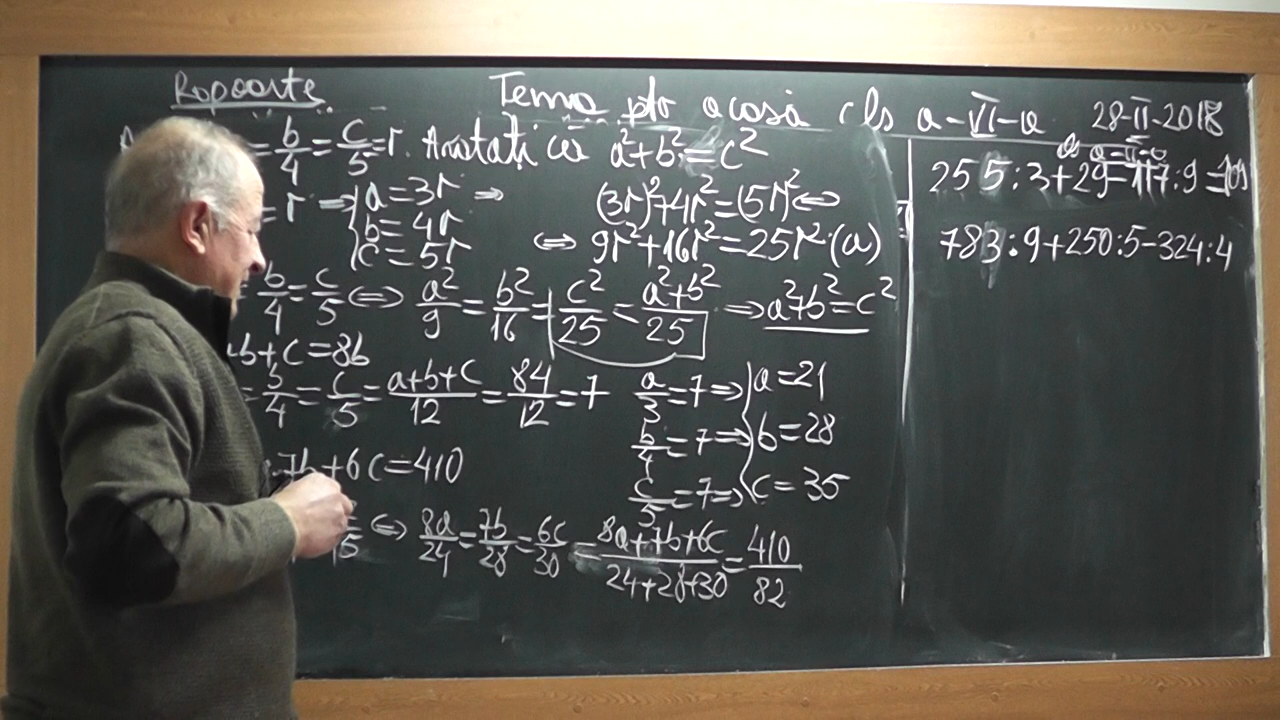 Rapoarte
Tema ptr acasă cls a-VI-a 28-II-2018
= b/4 = c/5 = r. Arătați că a²+b²=c²
= r ⇒ a=3r ⇒ (3r)²+4r²=(5r)² ⇔
b=4r
c=5r ⇔ 9r²+16r²=25r² (a)
= b/4 = c/5 ⇔ a²/9 = b²/16 = c²/25 = a²+b²/25 ⇒ a²+b²=c²
+b+c=84
= b/4 = c/5 = a+b+c/12 = 84/12 = 7
a/3=7 ⇒ a=21
b/4=7 ⇒ b=28
c/5=7 ⇒ c=35
7b+6c=410
⇔ 8a/24 = 7b/28 = 6c/30 = 8a+7b+6c/24+28+30 = 410/82
255:3+29-117:9=101
783:9+250:5-324:4